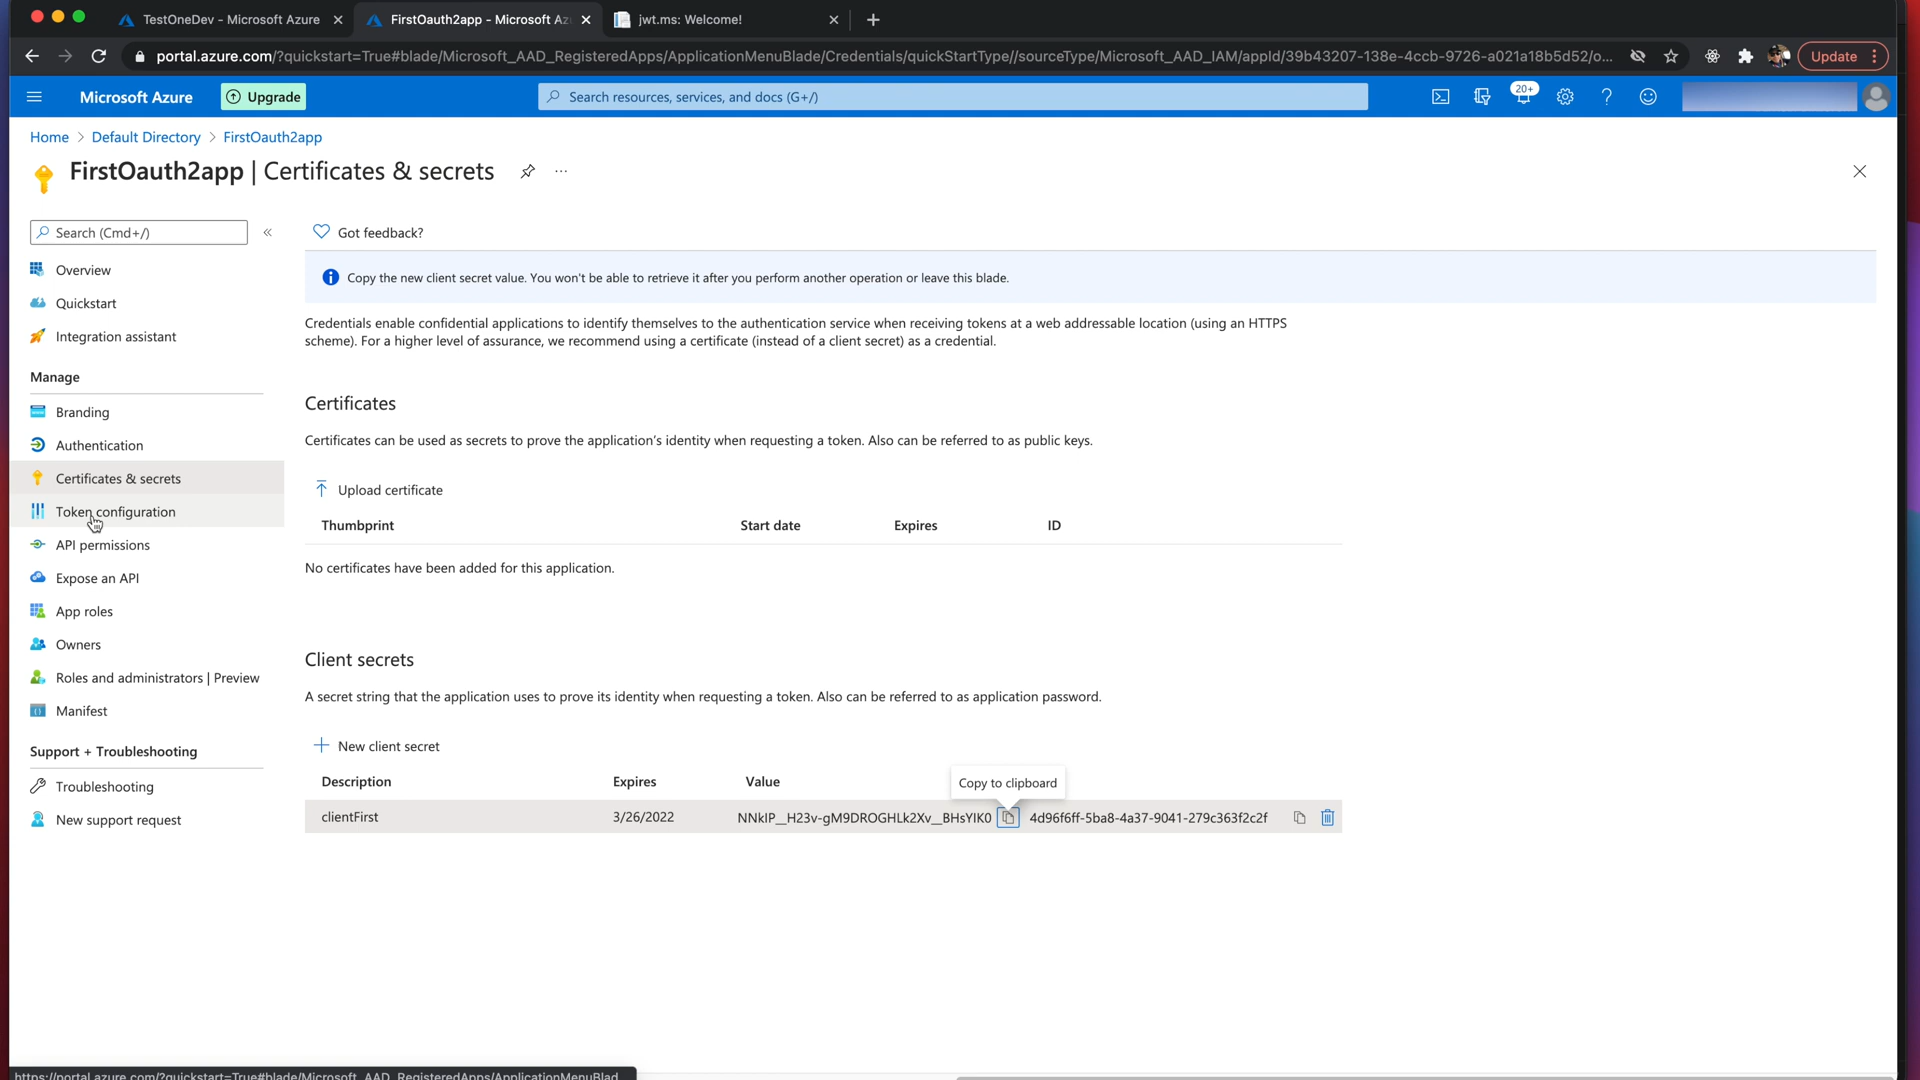 TestOneDev - Microsoft Azure
FirstOauth2app - Microsoft Az
jwt.ms: Welcome!
portal.azure.com/?quickstart=True#blade/Microsoft_AAD_RegisteredApps/ApplicationMenuBlade/Credentials/quickStartType//sourceType/Microsoft_AAD_IAM/appId/39b43207-138e-4ccb-9726-a021a18b5d52/o...
Update
Microsoft Azure
Upgrade
Search resources, services, and docs (G+/)
20+
Home > Default Directory > FirstOauth2app
FirstOauth2app | Certificates & secrets
Search (Cmd+/)
Got feedback?
Overview
Quickstart
Integration assistant
Manage
Branding
Authentication
Certificates & secrets
Token configuration
API permissions
Expose an API
App roles
Owners
Roles and administrators | Preview
Manifest
Support + Troubleshooting
Troubleshooting
New support request
Copy the new client secret value. You won't be able to retrieve it after you perform another operation or leave this blade.
Credentials enable confidential applications to identify themselves to the authentication service when receiving tokens at a web addressable location (using an HTTPS
scheme). For a higher level of assurance, we recommend using a certificate (instead of a client secret) as a credential.
Certificates
Certificates can be used as secrets to prove the application's identity when requesting a token. Also can be referred to as public keys.
Upload certificate
Thumbprint Start date Expires ID
No certificates have been added for this application.
Client secrets
A secret string that the application uses to prove its identity when requesting a token. Also can be referred to as application password.
New client secret
Description Expires Value
Copy to clipboard
clientFirst 3/26/2022 NNkIP__H23v-gM9DROGHLk2Xv__BHsYIK0 4d96f6ff-5ba8-4a37-9041-279c363f2c2f
https://portal.azure.com/?quickstart=True#blade/Microsoft_AAD_RegisteredApps/ApplicationMenuBlad...